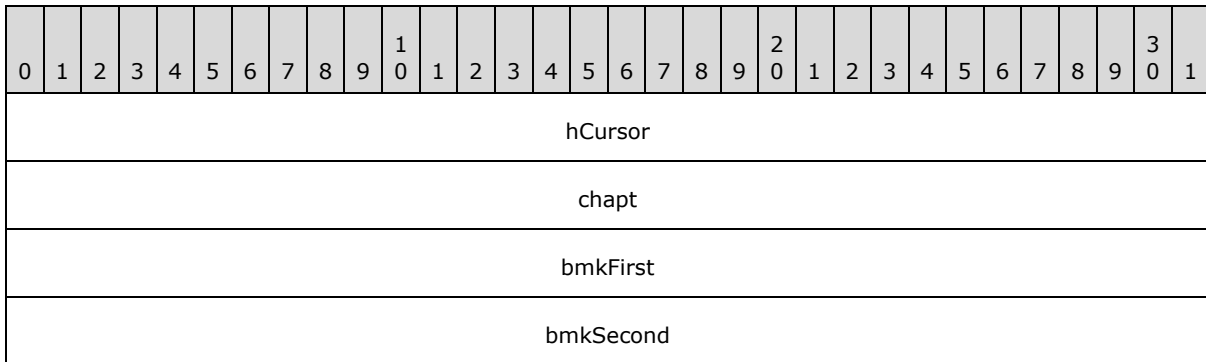 0 1 2 3 4 5 6 7 8 9 1 0 1 2 3 4 5 6 7 8 9 2 0 1 2 3 4 5 6 7 8 9 3 0 1
hCursor
chapt
bmkFirst
bmkSecond